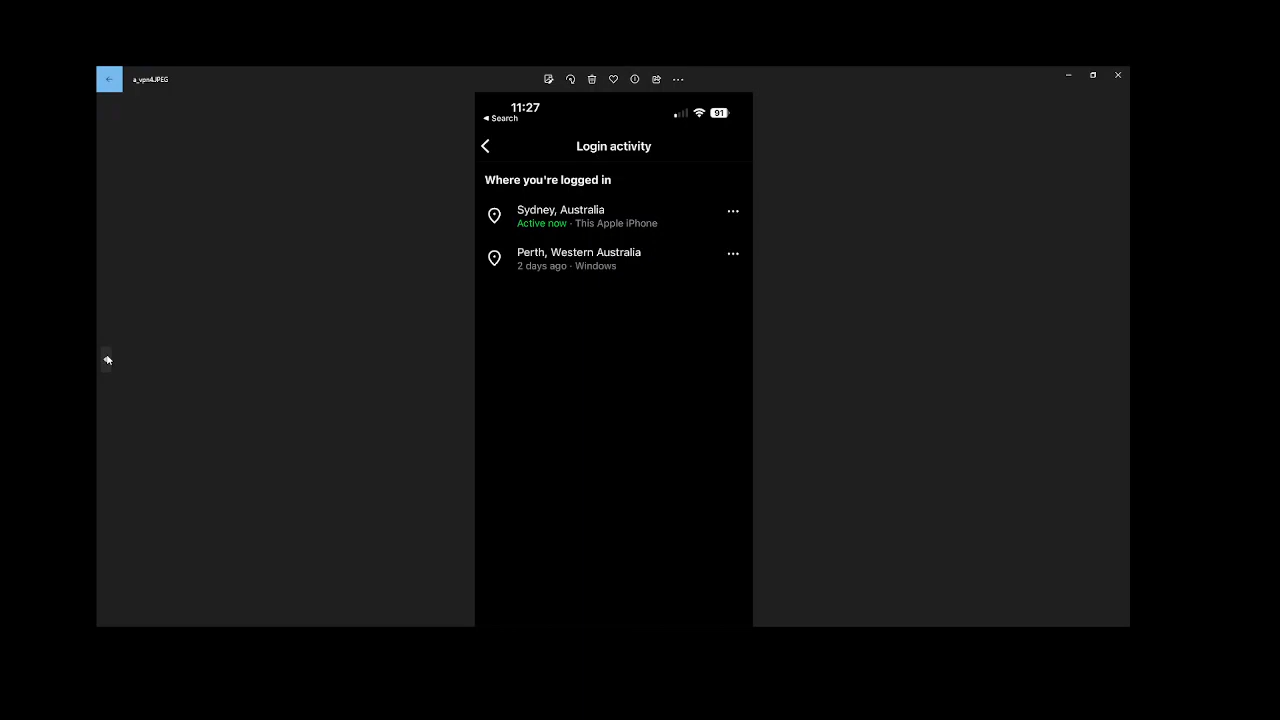 a_vpn4.JPEG
11:27
Search
91
Login activity
Where you're logged in
Sydney, Australia
Active now · This Apple iPhone
Perth, Western Australia
2 days ago · Windows